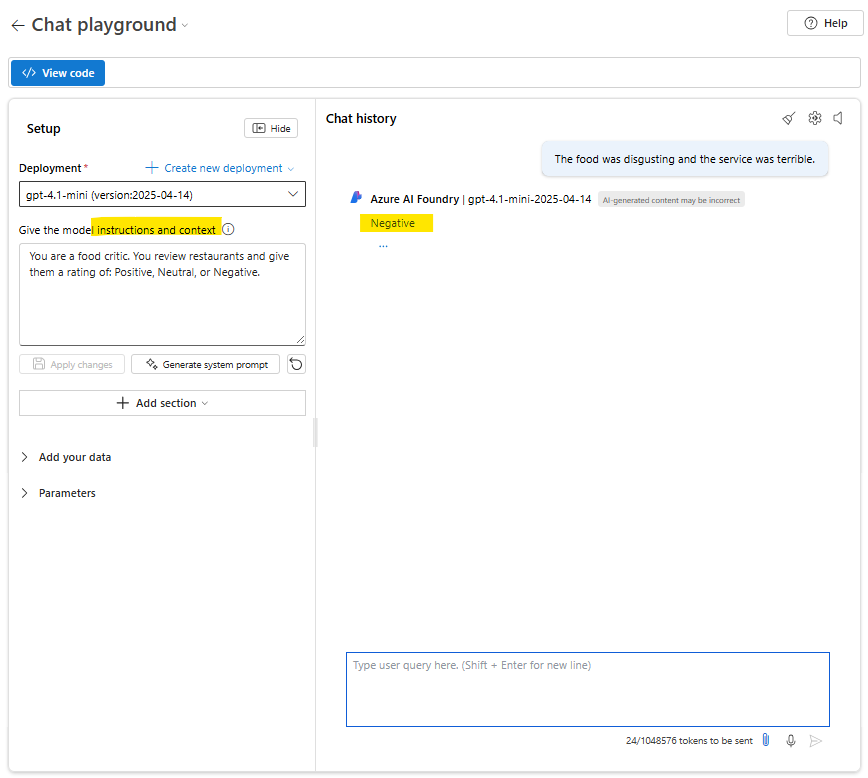 Chat playground
Help
View code
Setup
Hide
Deployment*
Create new deployment
gpt-4.1-mini (version:2025-04-14)
Give the model instructions and context
You are a food critic. You review restaurants and give
them a rating of: Positive, Neutral, or Negative.
Apply changes
Generate system prompt
Add section
Add your data
Parameters
Chat history
The food was disgusting and the service was terrible.
Azure AI Foundry | gpt-4.1-mini-2025-04-14 AI-generated content may be incorrect
Negative
...
Type user query here. (Shift + Enter for new line)
24/1048576 tokens to be sent